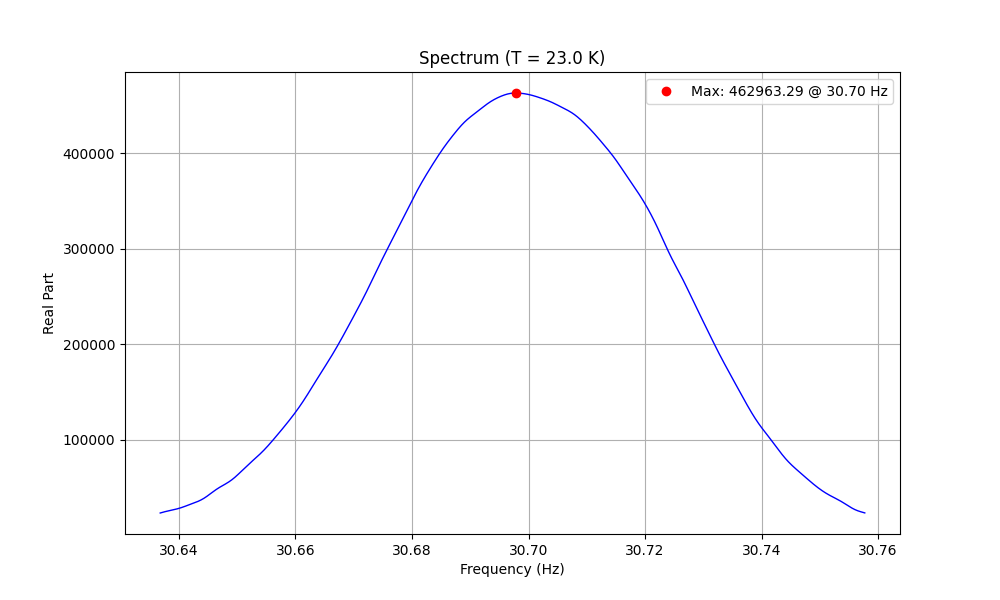 Spectrum (T = 23.0 K)
Max: 462963.29 @ 30.70 Hz
Real Part
400000
300000
200000
100000
30.64 30.66 30.68 30.70 30.72 30.74 30.76
Frequency (Hz)